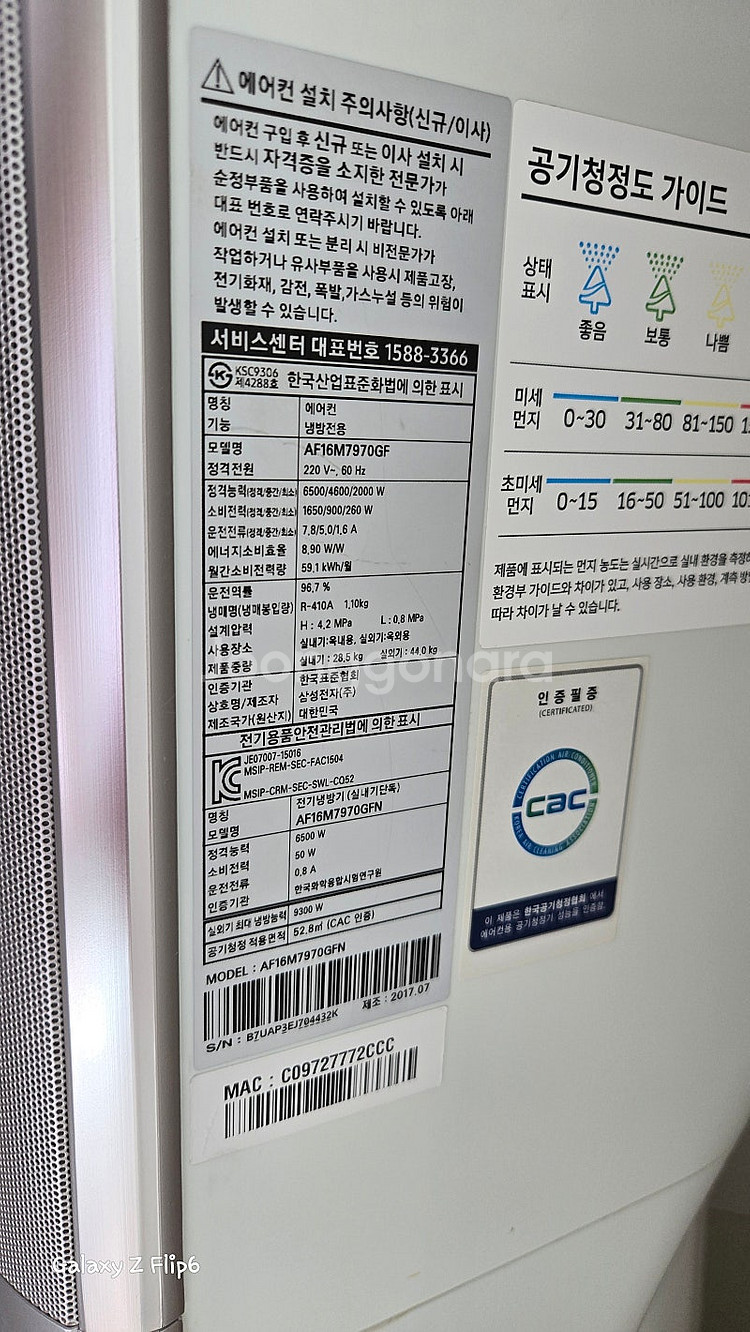 에어컨 설치 주의사항(신규/이사)
에어컨 구입 후 신규 또는 이사 설치 시
반드시 자격증을 소지한 전문가가
순정부품을 사용하여 설치할 수 있도록 아래
대표 번호로 연락주시기 바랍니다.
에어컨 설치 또는 분리 시 비전문가가
작업하거나 유사부품을 사용시 제품고장,
전기화재, 감전, 폭발,가스누설 등의 위험이
발생할 수 있습니다.
서비스센터 대표번호 1588-3366
KSC9306
제4288호 한국산업표준화법에 의한 표시
명칭 에어컨
기능 냉방전용
모델명 AF16M7970GF
정격전원 220 V~, 60 Hz
정격능력(정격/중간/최소) 6500/4600/2000 W
소비전력(정격/중간/최소) 1650/900/260 W
운전전류(정격/중간/최소) 7.8/5.0/1.6 A
에너지소비효율 8.90 W/W
월간소비전력량 59.1 kWh/월
운전역률 96.7 %
냉매명(냉매봉입량) R-410A 1.10kg
설계압력 H : 4.2 MPa L : 0.8 MPa
사용장소 실내기:옥내용, 실외기:옥외용
제품중량 실내기 : 28.5 kg 실외기 : 44.0 kg
인증기관 한국표준협회
상호명/제조자 삼성전자(주)
제조국가(원산지) 대한민국
전기용품안전관리법에 의한 표시
JE07007-15016
MSIP-REM-SEC-FAC1504
MSIP-CRM-SEC-SWL-CQ52
명칭 전기냉방기 (실내기단독)
모델명 AF16M7970GFN
정격능력 6500 W
소비전력 50 W
운전전류 0.8 A
인증기관 한국화학융합시험연구원
실외기 최대 냉방능력 9300 W
공기청정 적용면적 52.8㎡ (CAC 인증)
MODEL : AF16M7970GFN
제조 : 2017.07
S/N : B7UAP3EJ704432K
MAC : C09727772CCC
공기청정도 가이드
상태
표시
좋음 보통 나쁨
미세
먼지 0~30 31~80 81~150
초미세
먼지 0~15 16~50 51~100
제품에 표시되는 먼지 농도는 실시간으로 실내 환경을
환경부 가이드와 차이가 있고, 사용 장소, 사용 환경, 계측
따라 차이가 날 수 있습니다.
인증필증
(CERTIFICATED)
CERTIFICATION AIR CONDITIONER
cac
KOREA AIR CLEANING ASSOCIATION
이 제품은 한국공기청정협회 에서
에어컨용 공기청정기 성능을 인증함.
Galaxy Z Flip6